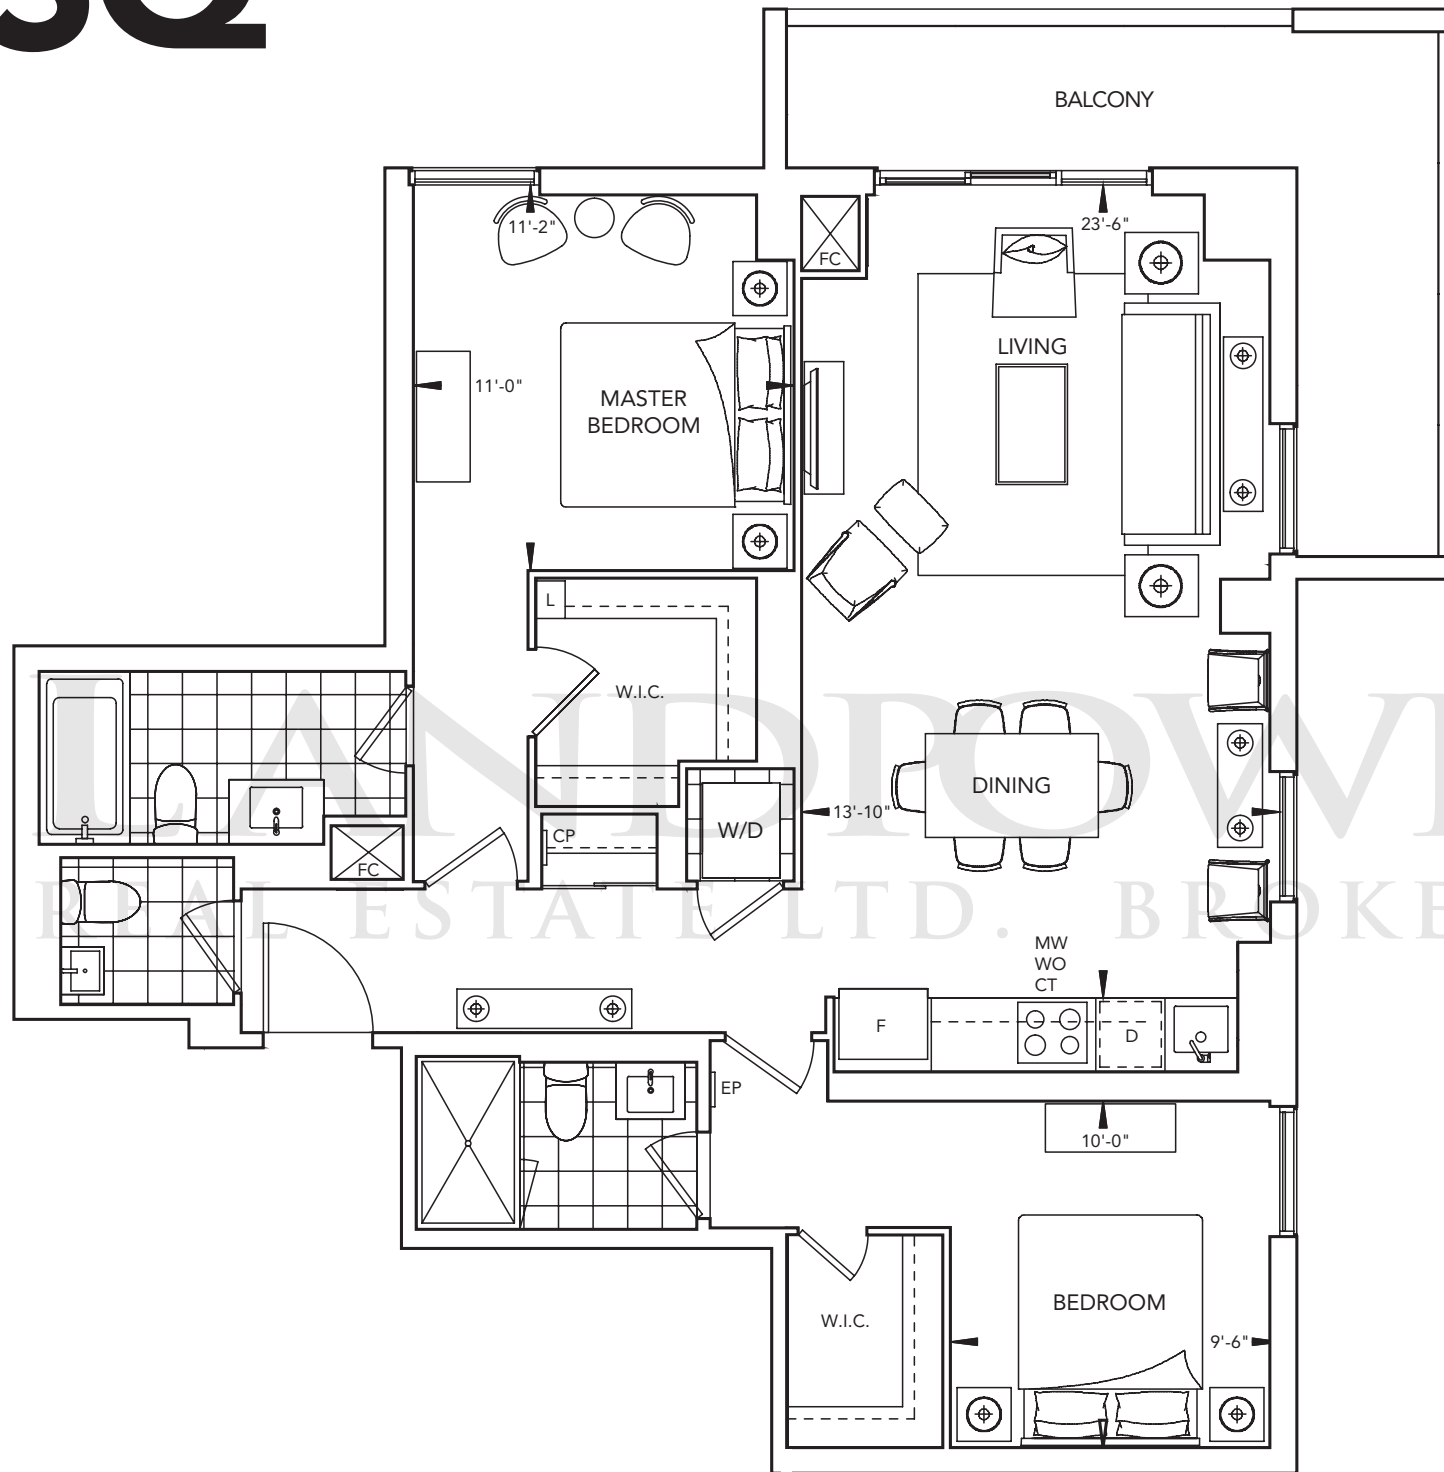 SQ
BALCONY
11'-2"
23'-6"
FC
LIVING
11'-0"
MASTER
BEDROOM
L
W.I.C.
DINING
13'-10"
W/D
CP
FC
MW
WO
CT
F
D
EP
10'-0"
BEDROOM
W.I.C.
9'-6"
REAL ESTATE LTD. BROKE